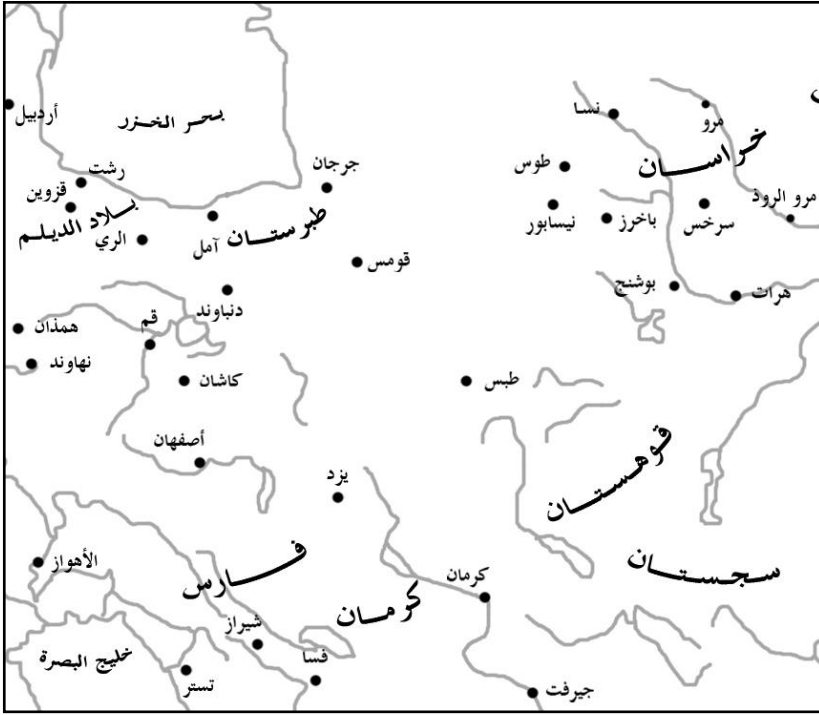 أردبيل
بحر الخزر
نسا
مرو
خراسان
رشت
جرجان
طوس
قزوين
بلاد الديلم
الري
آمل
طبرستان
نيسابور
باخرز
سرخس
مرو الروذ
قومس
دنباوند
بوشنج
هرات
همذان
قم
نهاوند
كاشان
طبس
أصفهان
قوهستان
يزد
الأهواز
فارس
كرمان
كرمان
سجستان
شيراز
خليج البصرة
فسا
تستر
جيرفت